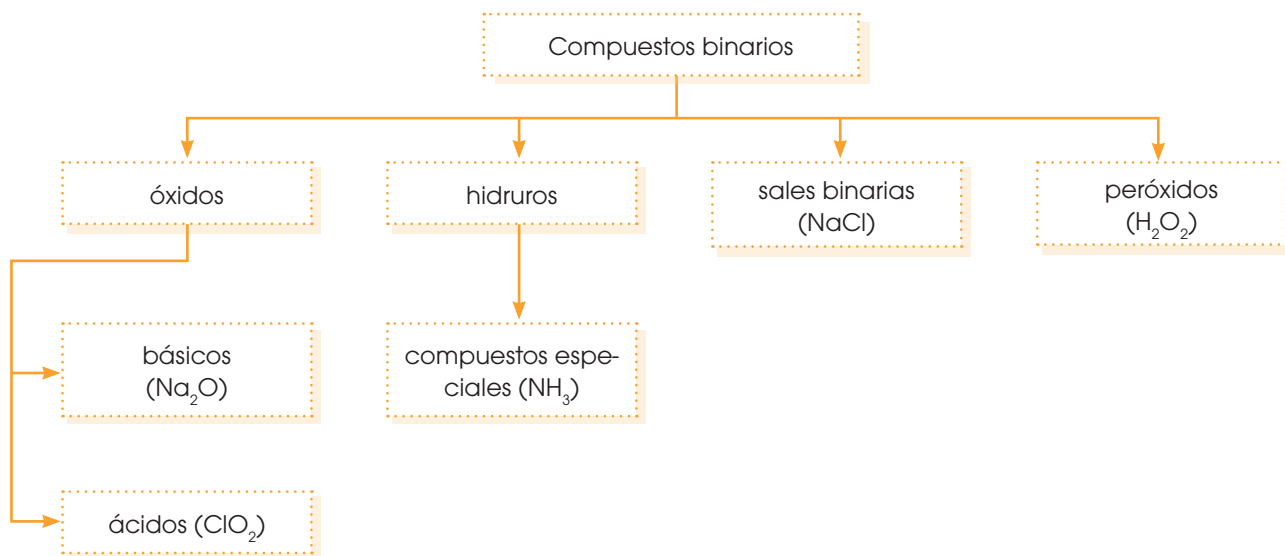 Compuestos binarios
óxidos
hidruros
sales binarias
(NaCl)
peróxidos
(H₂O₂)
básicos
(Na₂O)
compuestos espe-
ciales (NH₃)
ácidos (ClO₂)